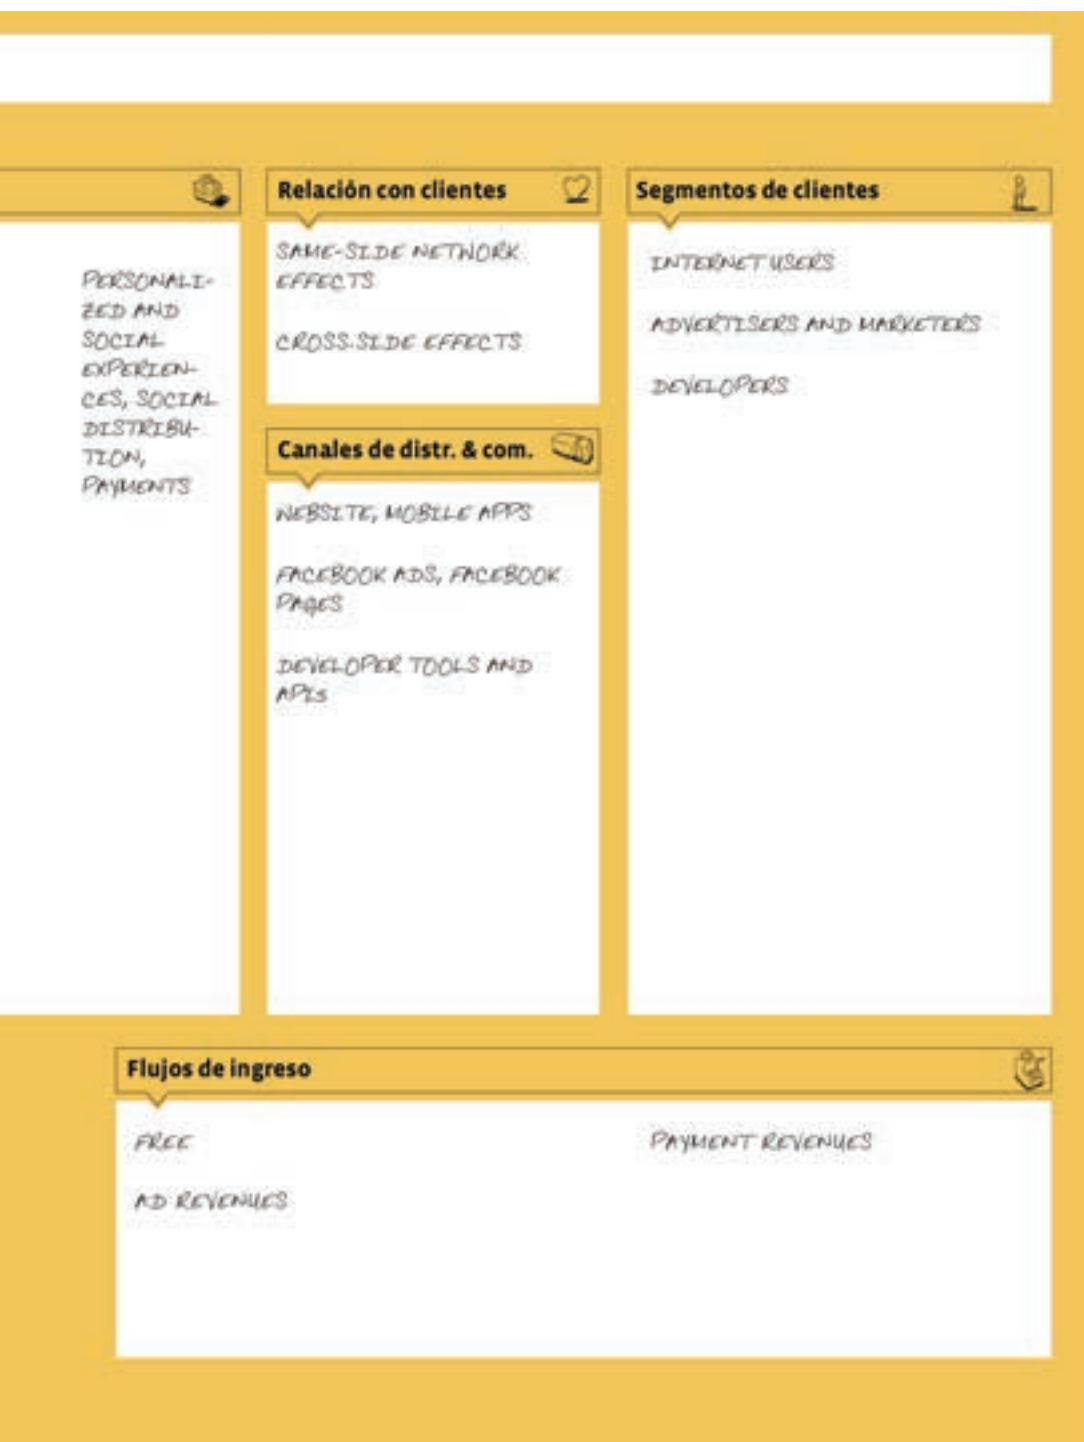 PERSONALI-
ZED AND
SOCIAL
EXPERIEN-
CES, SOCIAL
DISTRIBU-
TION,
PAYMENTS
Relación con clientes
SAME-SIDE NETWORK
EFFECTS
CROSS-SIDE EFFECTS
Canales de distr. & com.
WEBSITE, MOBILE APPS
FACEBOOK ADS, FACEBOOK
PAGES
DEVELOPER TOOLS AND
APIs
Segmentos de clientes
INTERNET USERS
ADVERTISERS AND MARKETERS
DEVELOPERS
Flujos de ingreso
FREE
AD REVENUES
PAYMENT REVENUES